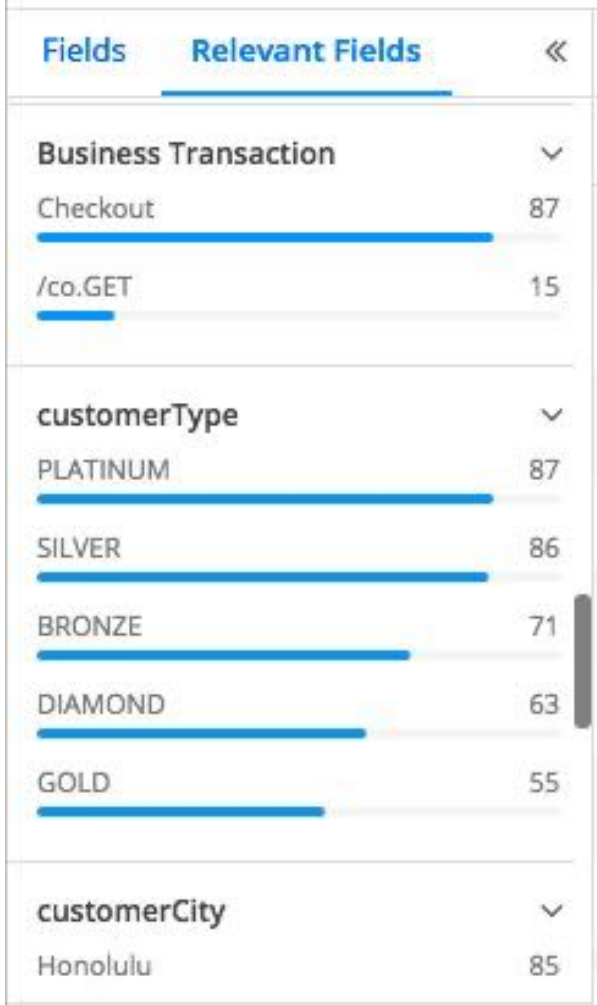 Fields Relevant Fields «
Business Transaction
Checkout 87
/co.GET 15
customerType
PLATINUM 87
SILVER 86
BRONZE 71
DIAMOND 63
GOLD 55
customerCity
Honolulu 85